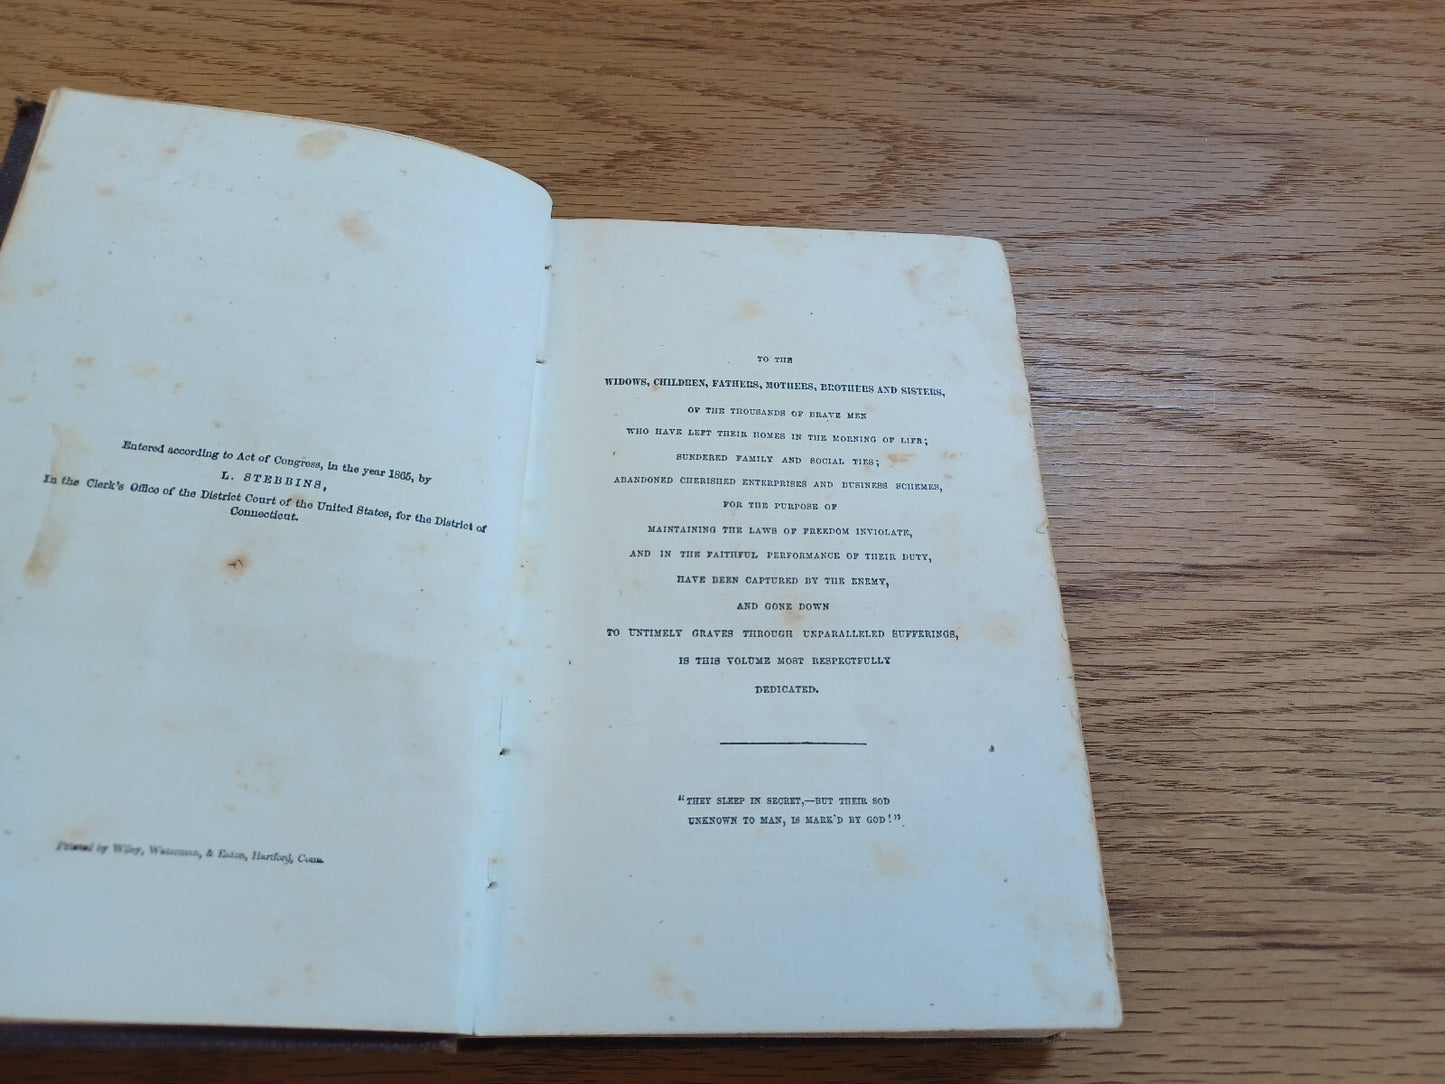 Entered according to Act of Congress, in the year 1865, by
L. STEBBINS,
In the Clerk's Office of the District Court of the United States, for the District of
Connecticut.
Printed by Wiley, Waterman, & Eaton, Hartford, Conn.
TO THE
WIDOWS, CHILDREN, FATHERS, MOTHERS, BROTHERS AND SISTERS,
OF THE THOUSANDS OF BRAVE MEN
WHO HAVE LEFT THEIR HOMES IN THE MORNING OF LIFE;
SUNDERED FAMILY AND SOCIAL TIES;
ABANDONED CHERISHED ENTERPRISES AND BUSINESS SCHEMES,
FOR THE PURPOSE OF
MAINTAINING THE LAWS OF FREEDOM INVIOLATE,
AND IN THE FAITHFUL PERFORMANCE OF THEIR DUTY,
HAVE BEEN CAPTURED BY THE ENEMY,
AND GONE DOWN
TO UNTIMELY GRAVES THROUGH UNPARALLELED SUFFERINGS,
IS THIS VOLUME MOST RESPECTFULLY
DEDICATED.
"THEY SLEEP IN SECRET,—BUT THEIR SOD
UNKNOWN TO MAN, IS MARK'D BY GOD!"